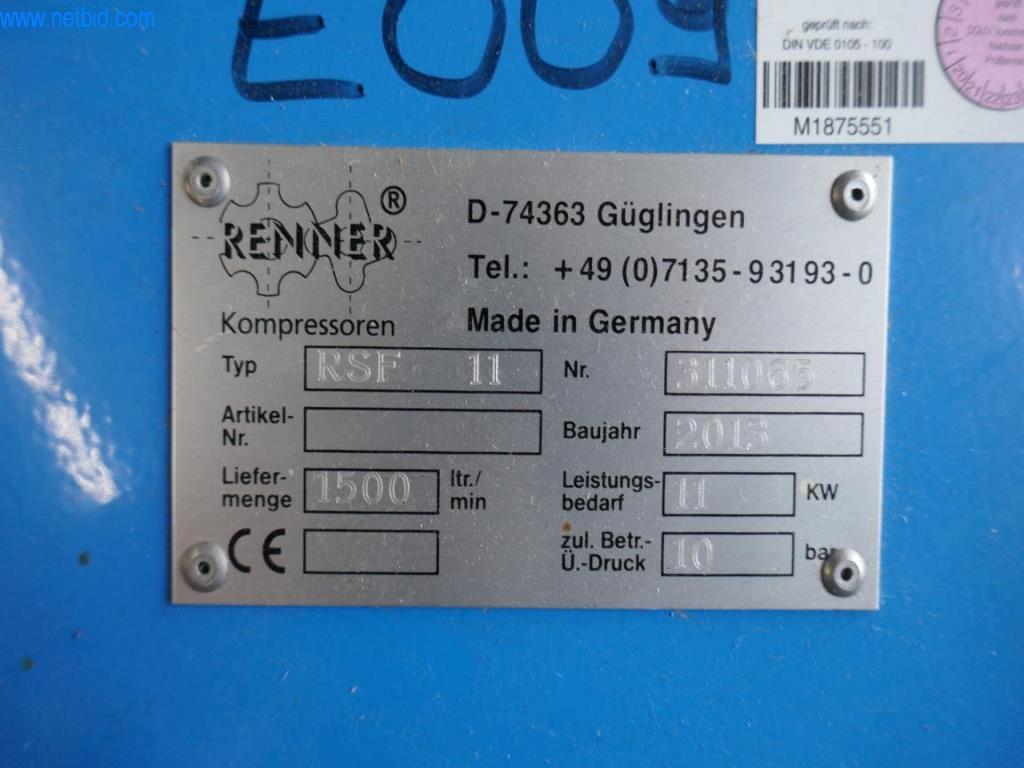 www.netbid.com
E009
geprüft nach:
DIN VDE 0105 - 100
M1875551
RENNER®
Kompressoren
D-74363 Güglingen
Tel.: +49 (0)7135-93193-0
Made in Germany
Typ RSF 11 Nr. 311065
Artikel-
Nr. Baujahr 2013
Liefer-
menge 1500 ltr./
min Leistungs-
bedarf 11 KW
CE zul. Betr.-
Ü.-Druck 10 bar